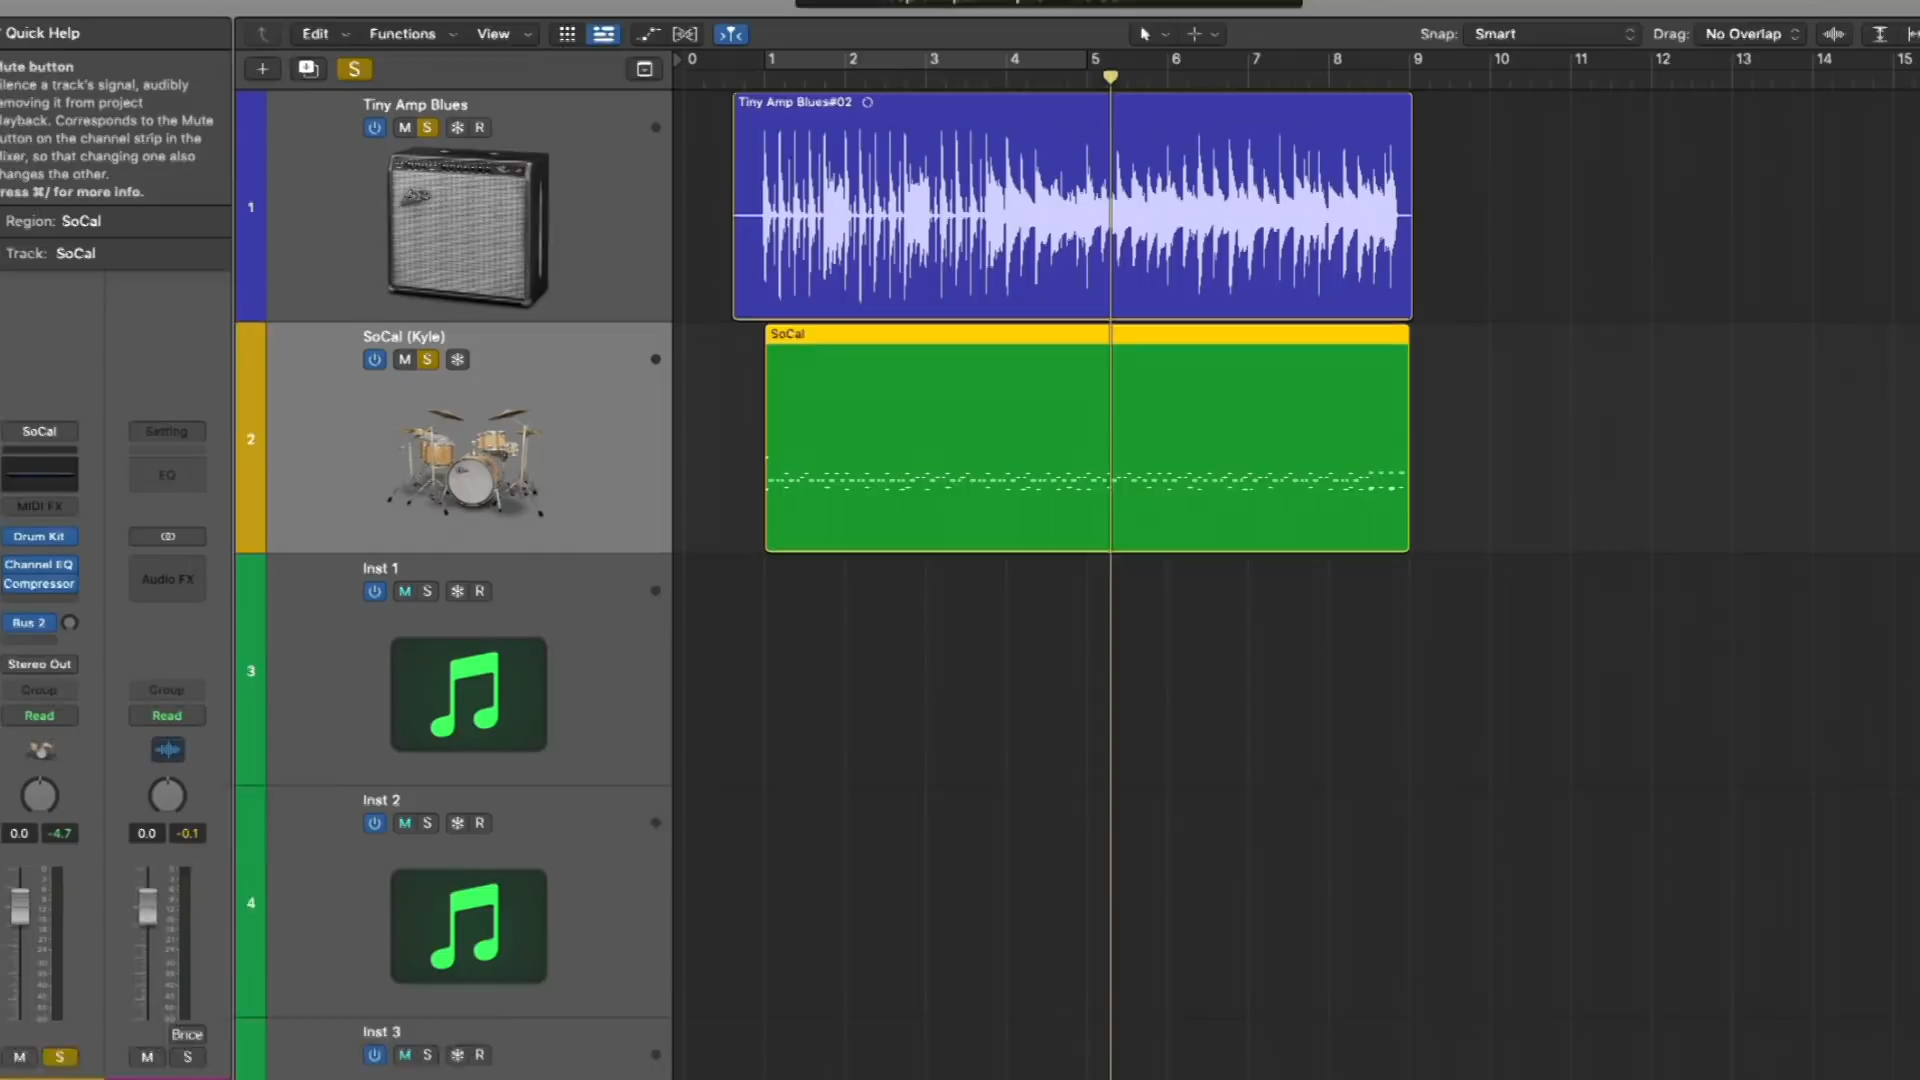 Quick Help
Mute button
ilence a track's signal, audibly
emoving it from project
layback. Corresponds to the Mute
utton on the channel strip in the
lixer, so that changing one also
hanges the other.
ress ⌘/ for more info.
Region: SoCal
Track: SoCal
Edit Functions View
Snap: Smart
Drag: No Overlap
S
0 1 2 3 4 5 6 7 8 9 10 11 12 13 14 15
1
Tiny Amp Blues
M S R
Tiny Amp Blues#02
2
SoCal (Kyle)
M S
SoCal
3
Inst 1
M S R
4
Inst 2
M S R
Inst 3
M S R
SoCal Setting
EQ
MIDI FX
Drum Kit
Channel EQ
Compressor
Audio FX
Bus 2
Stereo Out
Group Group
Read Read
0.0 -4.7 0.0 -0.1
Brice
M S M S